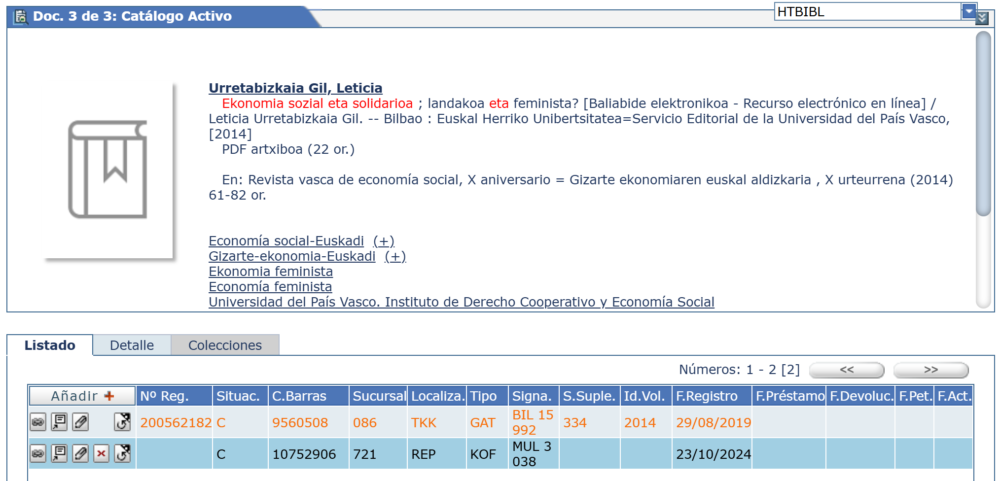 Doc. 3 de 3: Catálogo Activo
HTBIBL
Urretabizkaia Gil, Leticia
Ekonomia sozial eta solidarioa ; landakoa eta feminista? [Baliabide elektronikoa - Recurso electrónico en línea] /
Leticia Urretabizkaia Gil. -- Bilbao : Euskal Herriko Unibertsitatea=Servicio Editorial de la Universidad del País Vasco,
[2014]
PDF artxiboa (22 or.)
En: Revista vasca de economía social, X aniversario = Gizarte ekonomiaren euskal aldizkaria , X urteurrena (2014)
61-82 or.
Economía social-Euskadi (+)
Gizarte-ekonomia-Euskadi (+)
Ekonomia feminista
Economía feminista
Universidad del País Vasco. Instituto de Derecho Cooperativo y Economía Social
Listado Detalle Colecciones
Números: 1 - 2 [2] << >>
Añadir Nº Reg. Situac. C.Barras Sucursal Localiza. Tipo Signa. S.Suple. Id.Vol. F.Registro F.Préstamo F.Devoluc. F.Pet. F.Act.
200562182 C 9560508 086 TKK GAT BIL 15 334 2014 29/08/2019
992
C 10752906 721 REP KOF MUL 3 23/10/2024
038